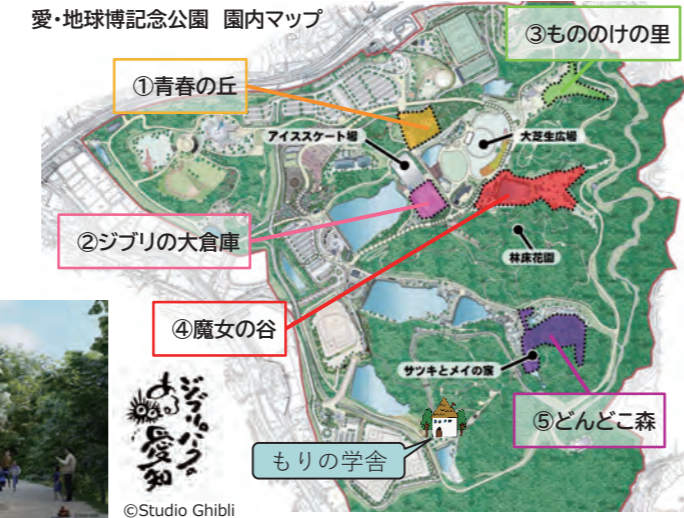 愛・地球博記念公園 園内マップ
③もののけの里
①青春の丘
アイススケート場
大芝生広場
②ジブリの大倉庫
林床花園
④魔女の谷
サツキとメイの家
⑤どんどこ森
もりの学舎
ジブリパークの
ある愛知
©Studio Ghibli